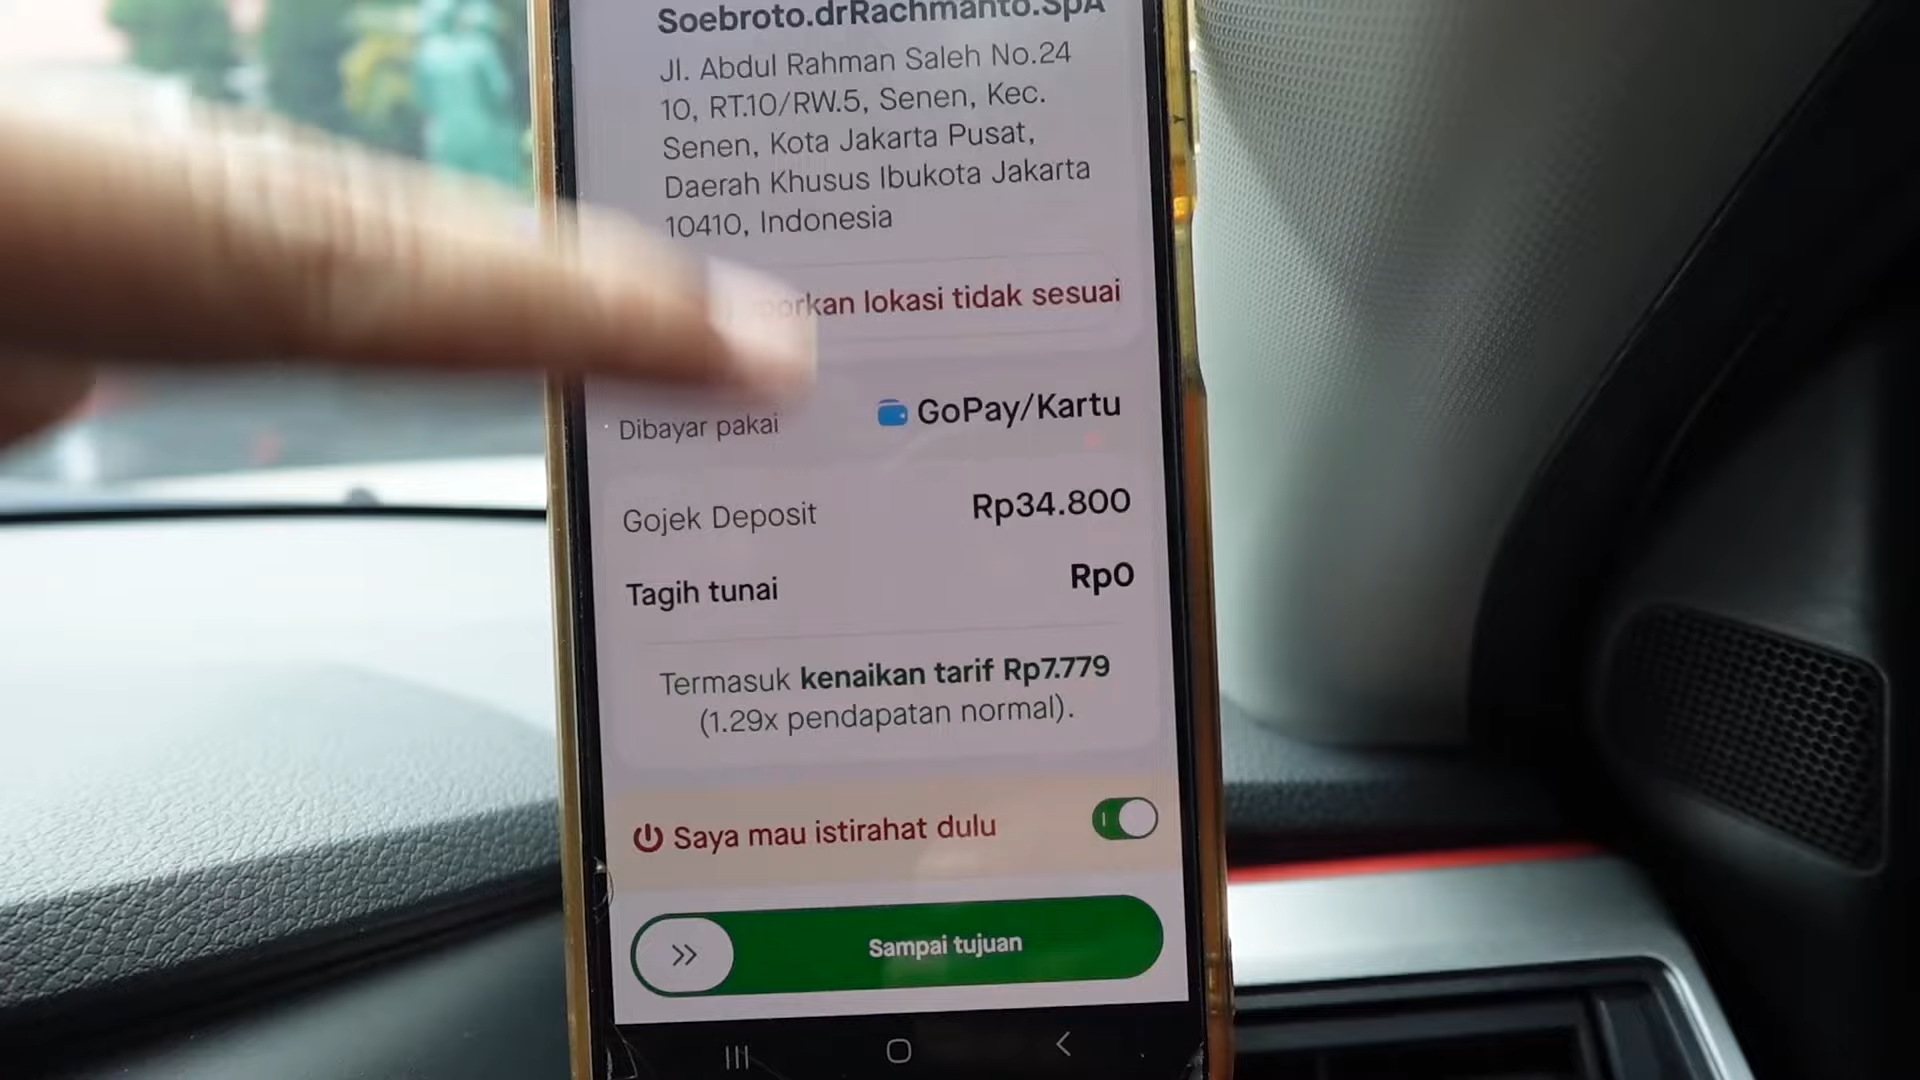 Soebroto.drRachmanto.SpA
Jl. Abdul Rahman Saleh No.24
10, RT.10/RW.5, Senen, Kec.
Senen, Kota Jakarta Pusat,
Daerah Khusus Ibukota Jakarta
10410, Indonesia
lokasi tidak sesuai
Dibayar pakai GoPay/Kartu
Gojek Deposit Rp34.800
Tagih tunai Rp0
Termasuk kenaikan tarif Rp7.779
(1.29x pendapatan normal).
Saya mau istirahat dulu
>> Sampai tujuan